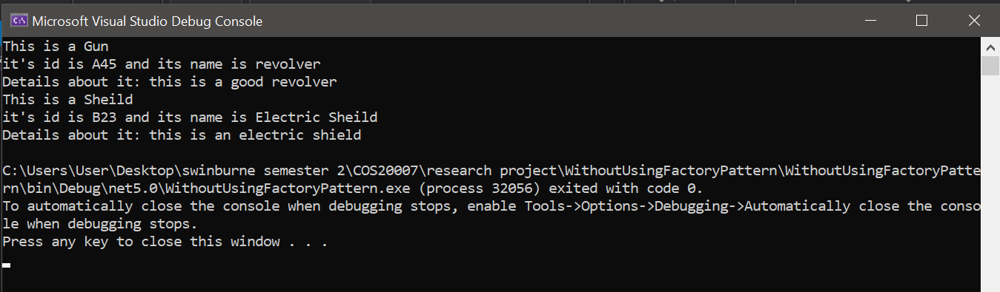 Microsoft Visual Studio Debug Console
This is a Gun
it's id is A45 and its name is revolver
Details about it: this is a good revolver
This is a Sheild
it's id is B23 and its name is Electric Sheild
Details about it: this is an electric shield
C:\Users\User\Desktop\swinburne semester 2\COS20007\research project\WithoutUsingFactoryPattern\WithoutUsingFactoryPatte
rn\bin\Debug\net5.0\WithoutUsingFactoryPattern.exe (process 32056) exited with code 0.
To automatically close the console when debugging stops, enable Tools->Options->Debugging->Automatically close the conso
le when debugging stops.
Press any key to close this window . . .